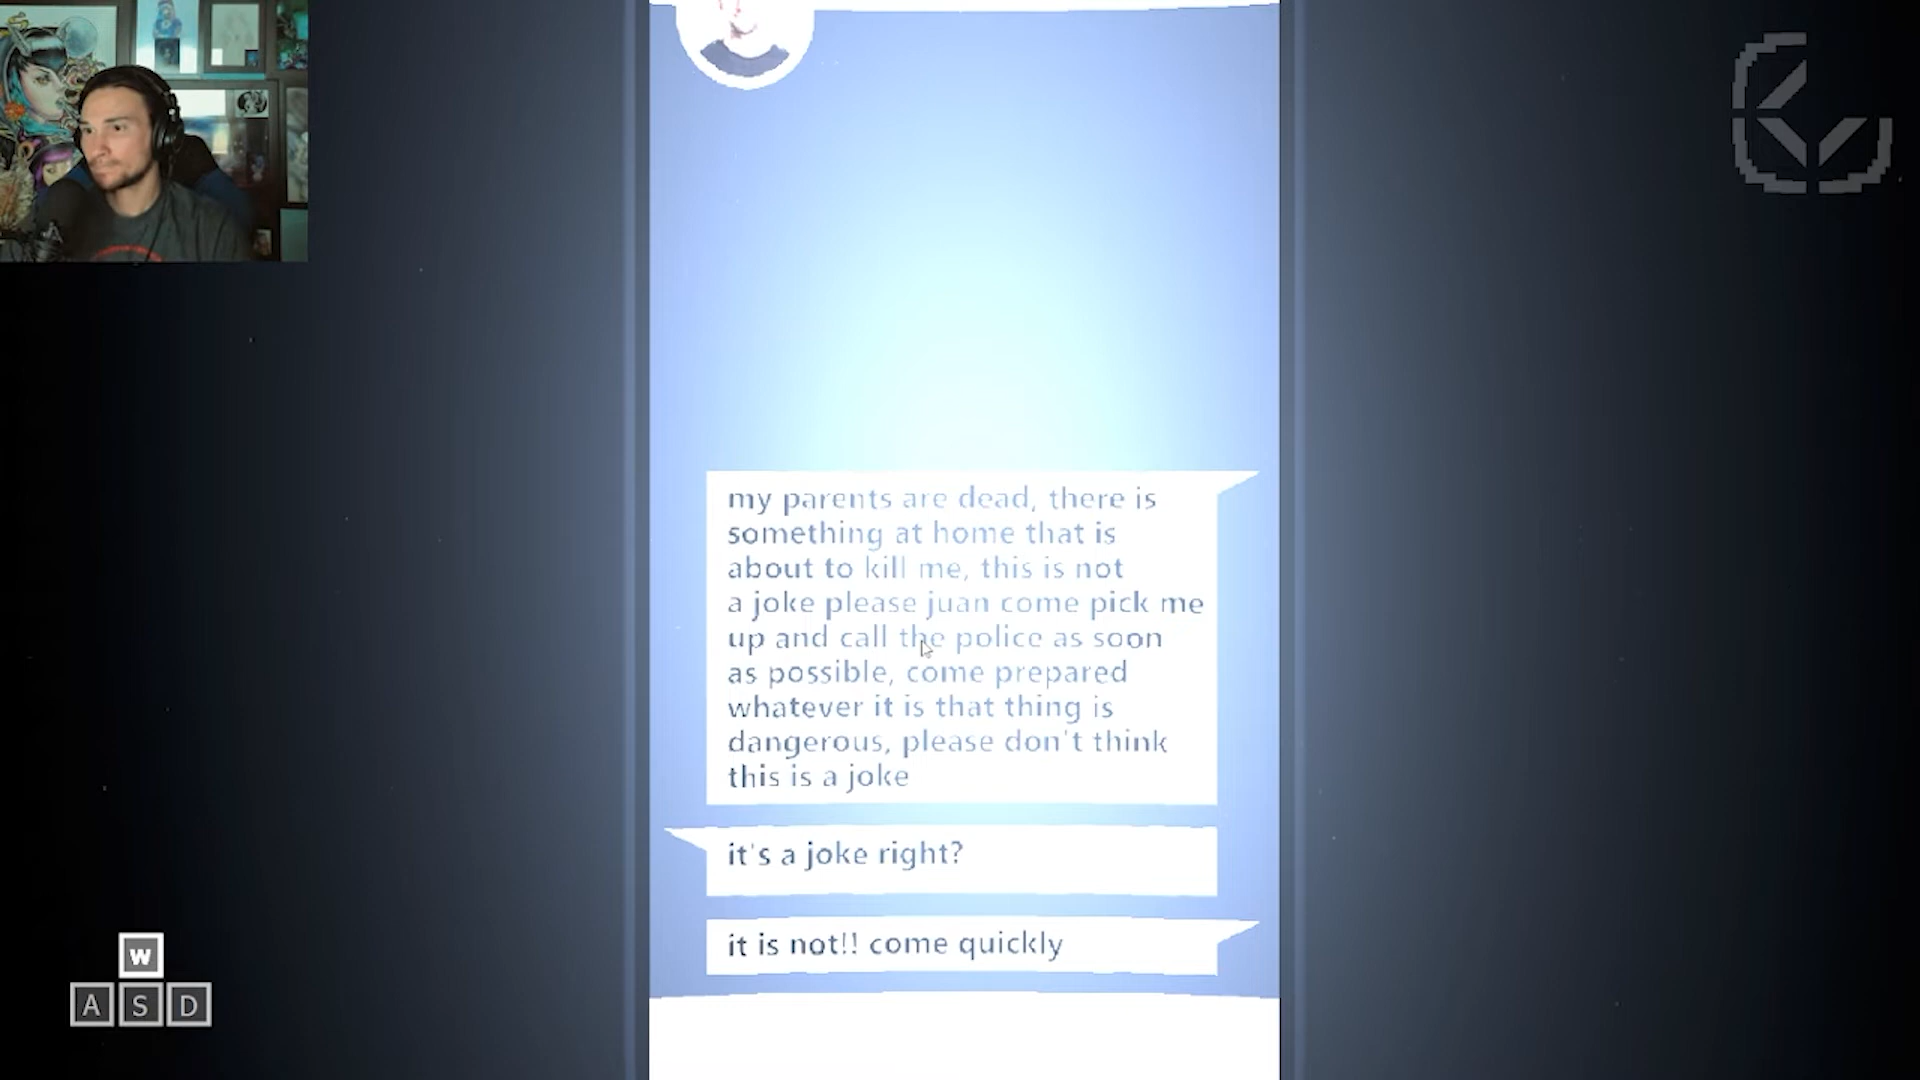 my parents are dead, there is
something at home that is
about to kill me, this is not
a joke please juan come pick me
up and call the police as soon
as possible, come prepared
whatever it is that thing is
dangerous, please don't think
this is a joke
it's a joke right?
it is not!! come quickly
W
A S D